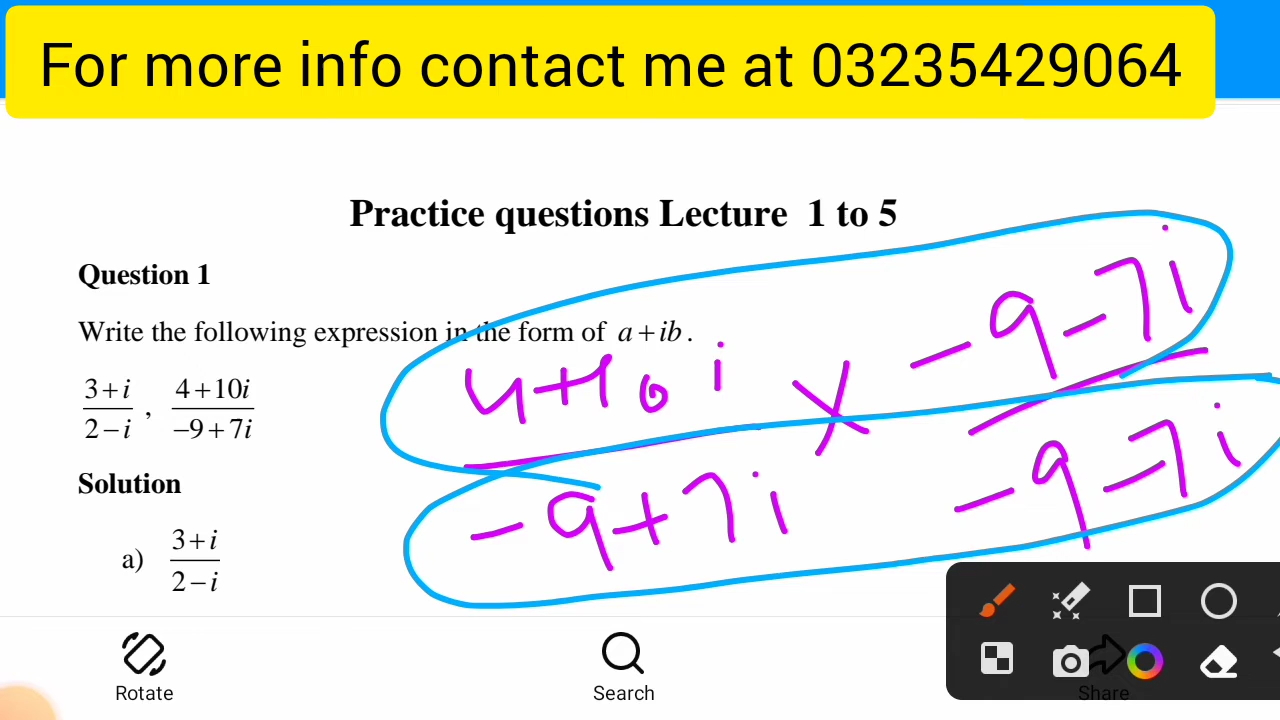 For more info contact me at 03235429064
Practice questions Lecture 1 to 5
Question 1
Write the following expression in the form of a + ib .
3 + i / 2 − i , 4 + 10i / −9 + 7i
4+10i / -9+7i × -9-7i / -9-7i
Solution
a) 3 + i / 2 − i
Rotate
Search
Share